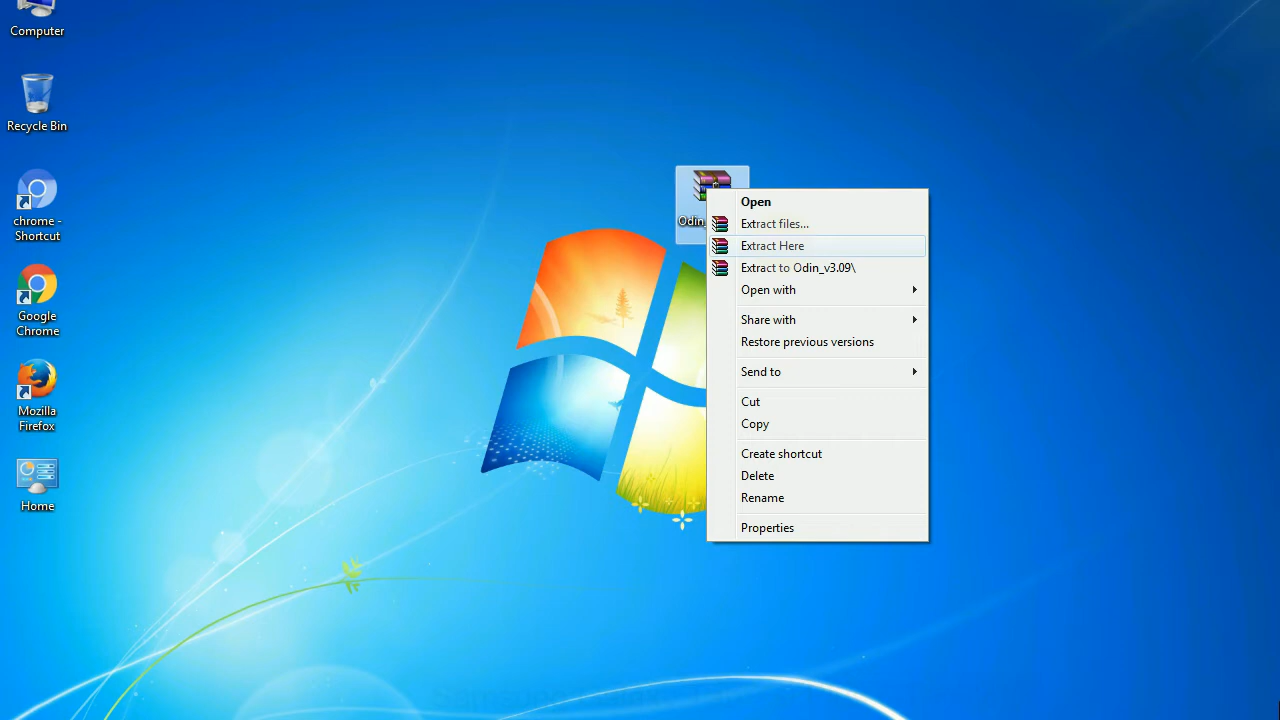 Computer
Recycle Bin
chrome -
Shortcut
Google
Chrome
Mozilla
Firefox
Home
Odin_
Open
Extract files...
Extract Here
Extract to Odin_v3.09\
Open with
Share with
Restore previous versions
Send to
Cut
Copy
Create shortcut
Delete
Rename
Properties